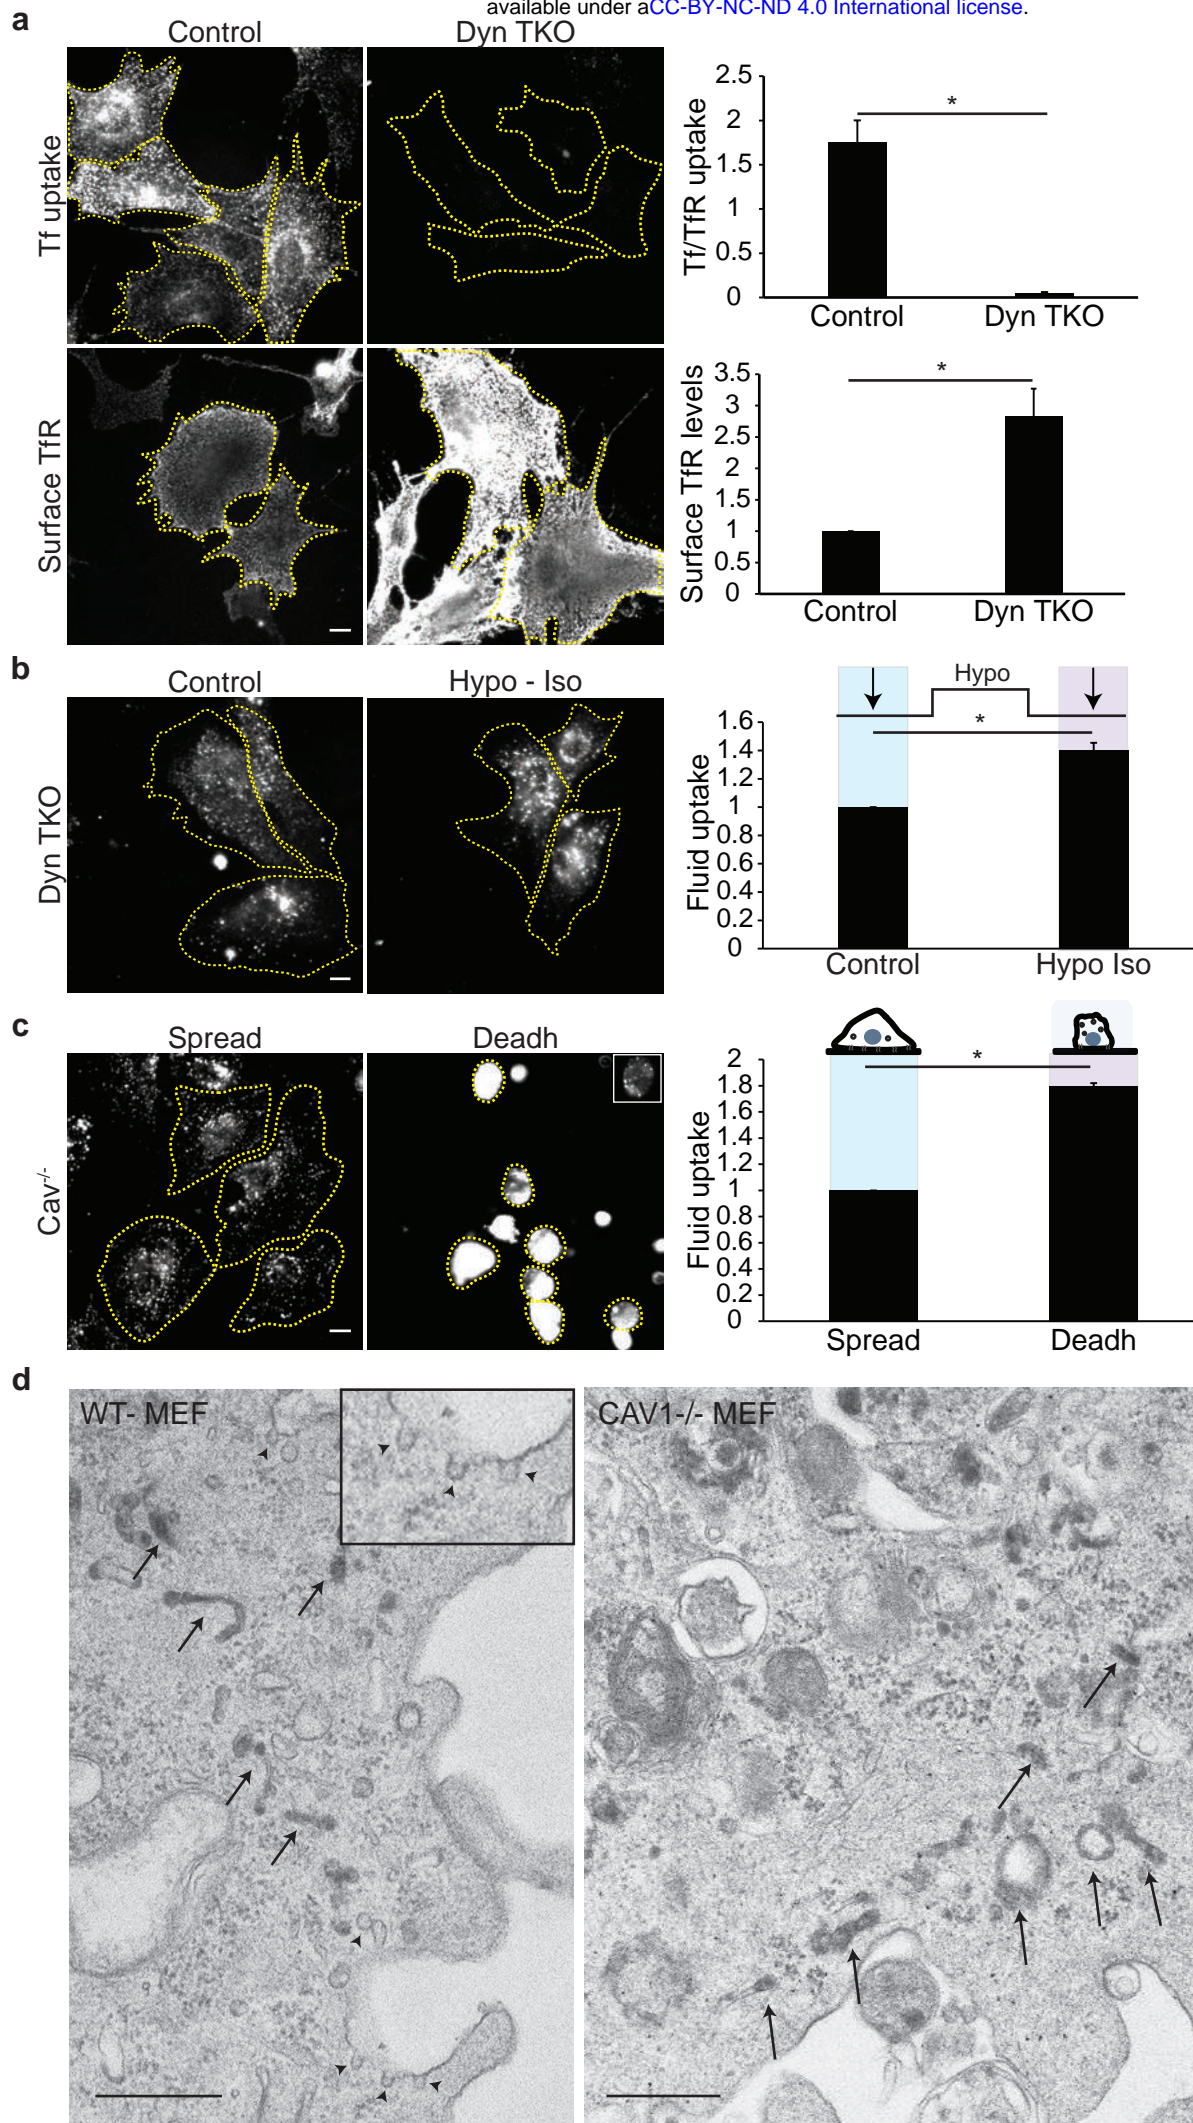 available under aCC-BY-NC-ND 4.0 International license.
a
Control
Dyn TKO
Tf uptake
Tf/TfR uptake
2.5
2
1.5
1
0.5
0
*
Control
Dyn TKO
Surface TfR
Surface TfR levels
3.5
3
2.5
2
1.5
1
0.5
0
*
Control
Dyn TKO
b
Control
Hypo - Iso
Dyn TKO
Hypo
*
Fluid uptake
1.6
1.4
1.2
1
0.8
0.6
0.4
0.2
0
Control
Hypo Iso
c
Spread
Deadh
Cav-/-
*
Fluid uptake
2
1.8
1.6
1.4
1.2
1
0.8
0.6
0.4
0.2
0
Spread
Deadh
d
WT- MEF
CAV1-/- MEF